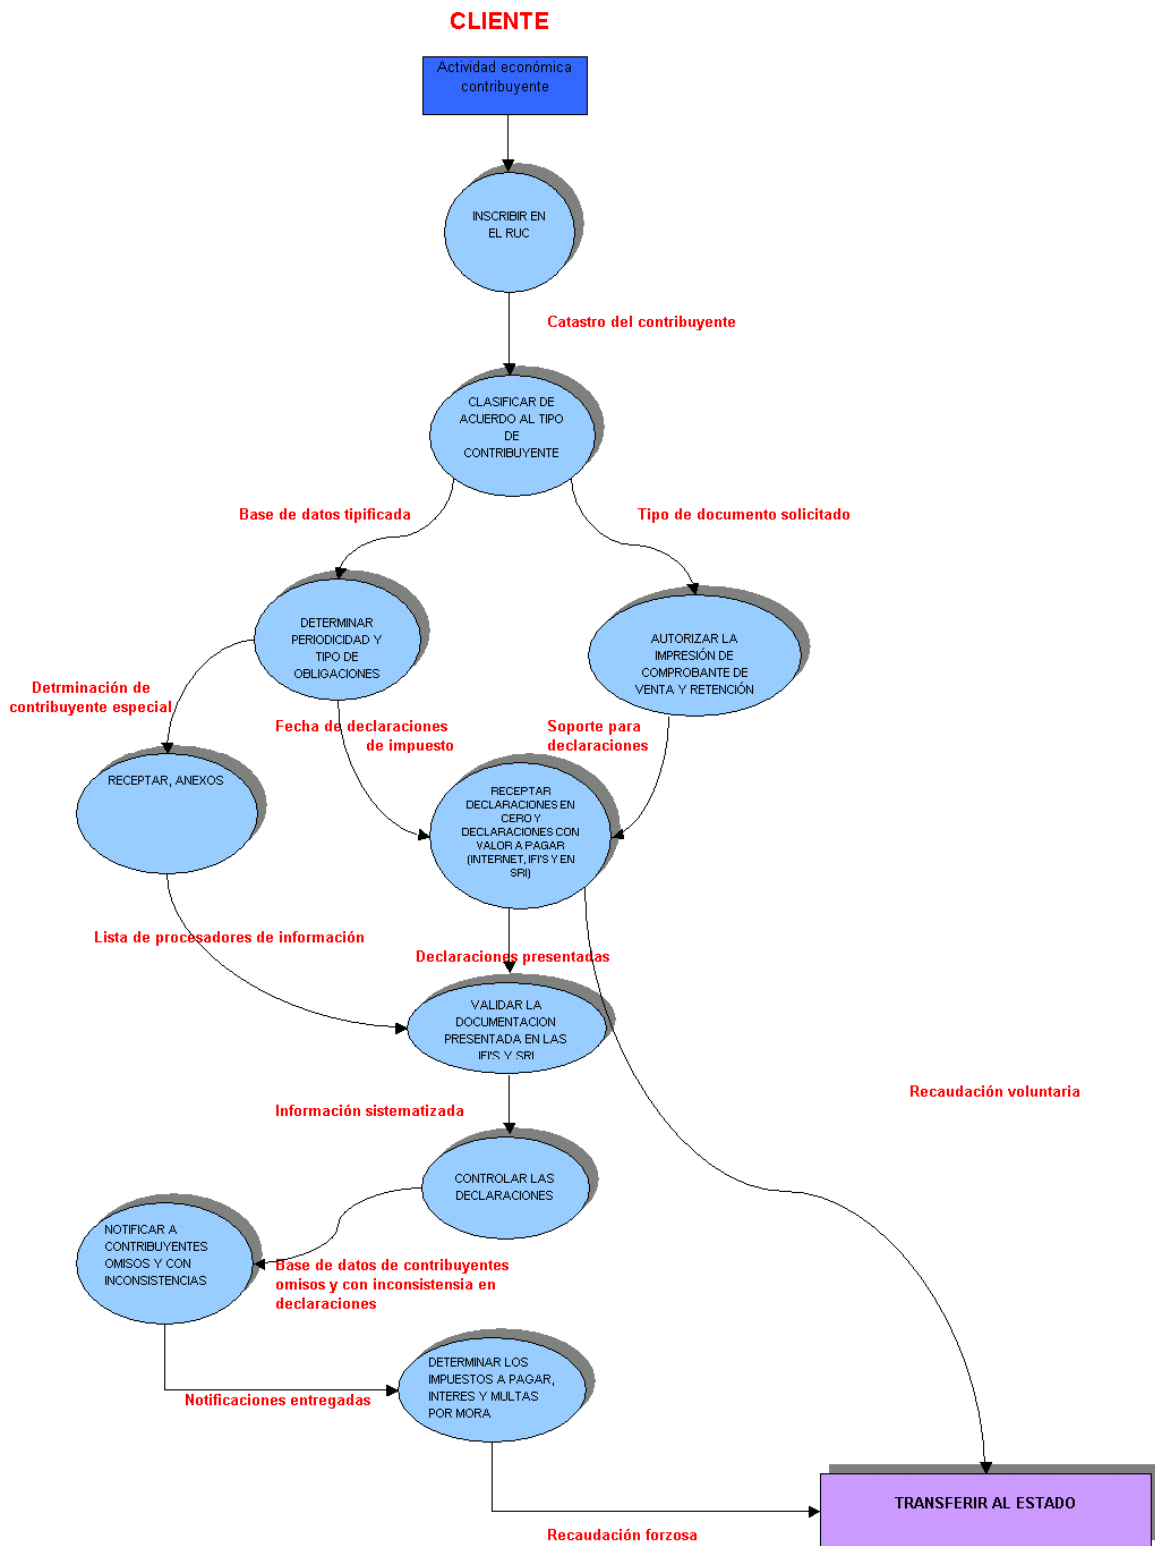 CLIENTE
Actividad económica
contribuyente
INSCRIBIR EN
EL RUC
Catastro del contribuyente
CLASIFICAR DE
ACUERDO AL TIPO
DE
CONTRIBUYENTE
Base de datos tipificada
Tipo de documento solicitado
DETERMINAR
PERIODICIDAD Y
TIPO DE
OBLIGACIONES
AUTORIZAR LA
IMPRESIÓN DE
COMPROBANTE DE
VENTA Y RETENCIÓN
Detrminación de
contribuyente especial
Fecha de declaraciones
de impuesto
Soporte para
declaraciones
RECEPTAR, ANEXOS
RECEPTAR
DECLARACIONES EN
CERO Y
DECLARACIONES CON
VALOR A PAGAR
(INTERNET, IFI'S Y EN
SRI)
Lista de procesadores de información
Declaraciones presentadas
VALIDAR LA
DOCUMENTACION
PRESENTADA EN LAS
IFI'S Y SRI
Recaudación voluntaria
Información sistematizada
CONTROLAR LAS
DECLARACIONES
NOTIFICAR A
CONTRIBUYENTES
OMISOS Y CON
INCONSISTENCIAS
Base de datos de contribuyentes
omisos y con inconsistensia en
declaraciones
DETERMINAR LOS
IMPUESTOS A PAGAR,
INTERES Y MULTAS
POR MORA
Notificaciones entregadas
TRANSFERIR AL ESTADO
Recaudación forzosa